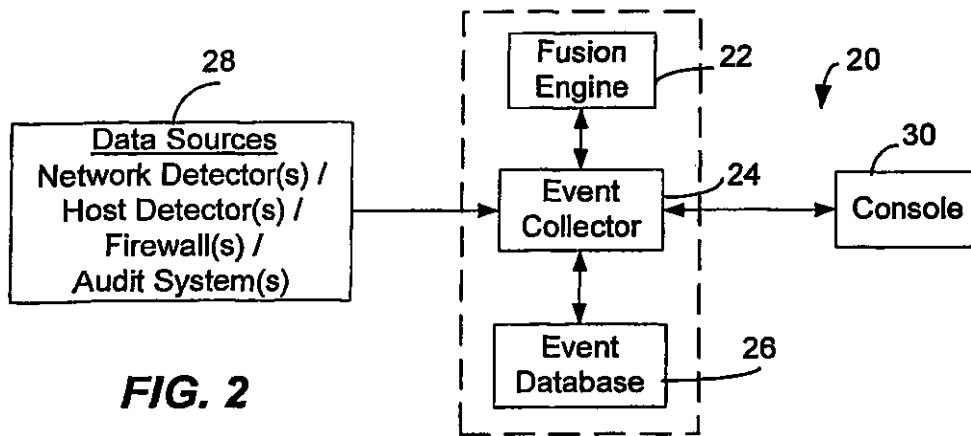 28
Data Sources
Network Detector(s) /
Host Detector(s) /
Firewall(s) /
Audit System(s)
Fusion
Engine
22
20
Event
Collector
24
30
Console
Event
Database
26
FIG. 2